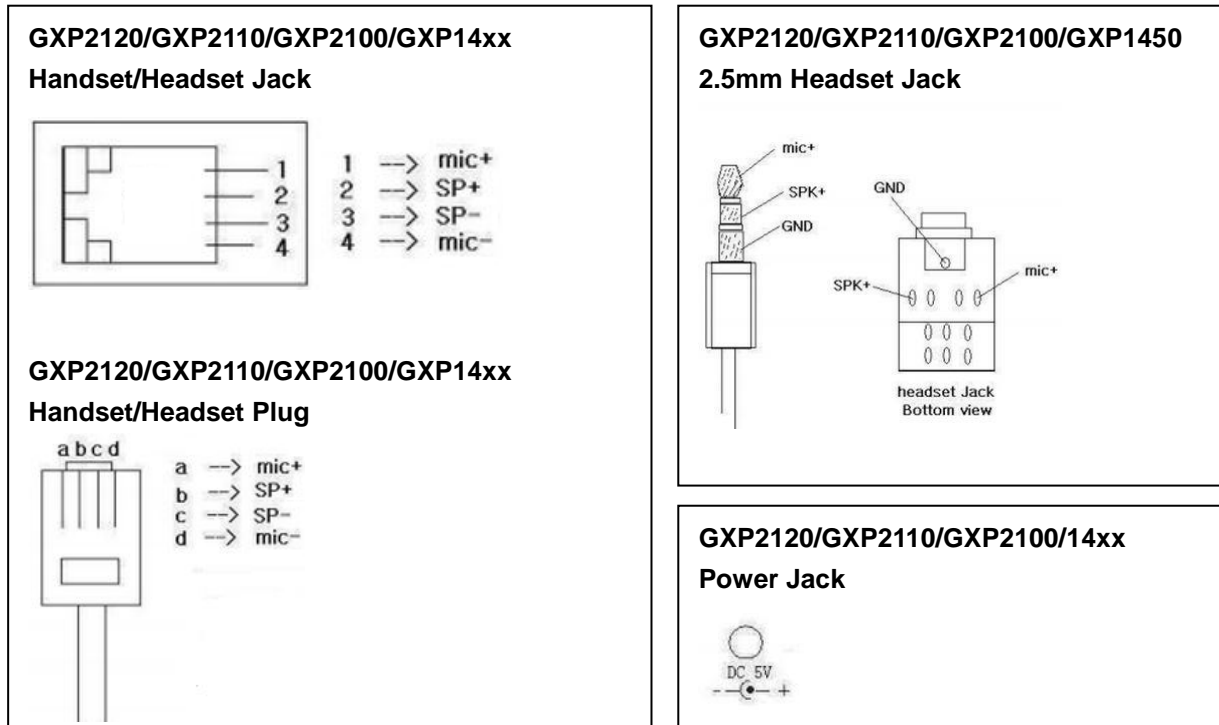 GXP2120/GXP2110/GXP2100/GXP14xx
Handset/Headset Jack
1
2
3
4
1 --> mic+
2 --> SP+
3 --> SP-
4 --> mic-
GXP2120/GXP2110/GXP2100/GXP14xx
Handset/Headset Plug
a b c d
a --> mic+
b --> SP+
c --> SP-
d --> mic-
GXP2120/GXP2110/GXP2100/GXP1450
2.5mm Headset Jack
mic+
SPK+
GND
GND
SPK+
mic+
headset Jack
Bottom view
GXP2120/GXP2110/GXP2100/14xx
Power Jack
DC 5V
- +